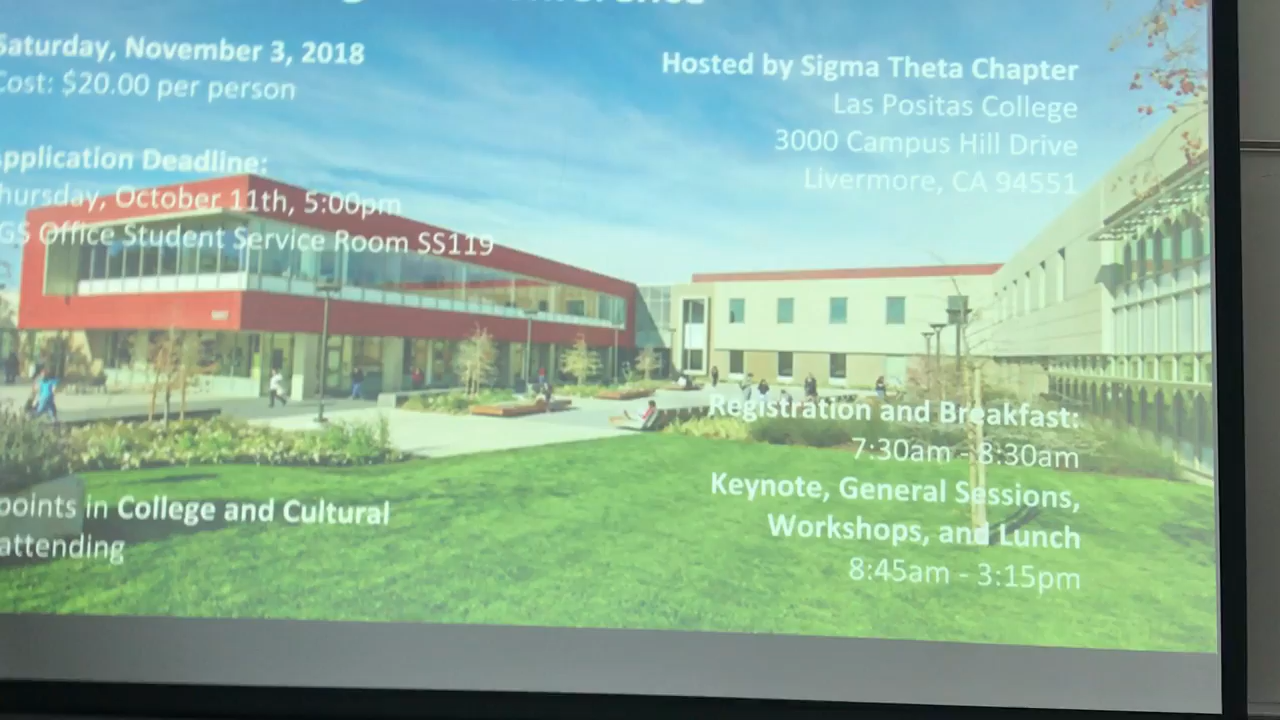 Saturday, November 3, 2018
Cost: $20.00 per person
Application Deadline:
Thursday, October 11th, 5:00pm
GS Office Student Service Room SS119
Hosted by Sigma Theta Chapter
Las Positas College
3000 Campus Hill Drive
Livermore, CA 94551
points in College and Cultural
attending
Registration and Breakfast:
7:30am - 8:30am
Keynote, General Sessions,
Workshops, and Lunch
8:45am - 3:15pm